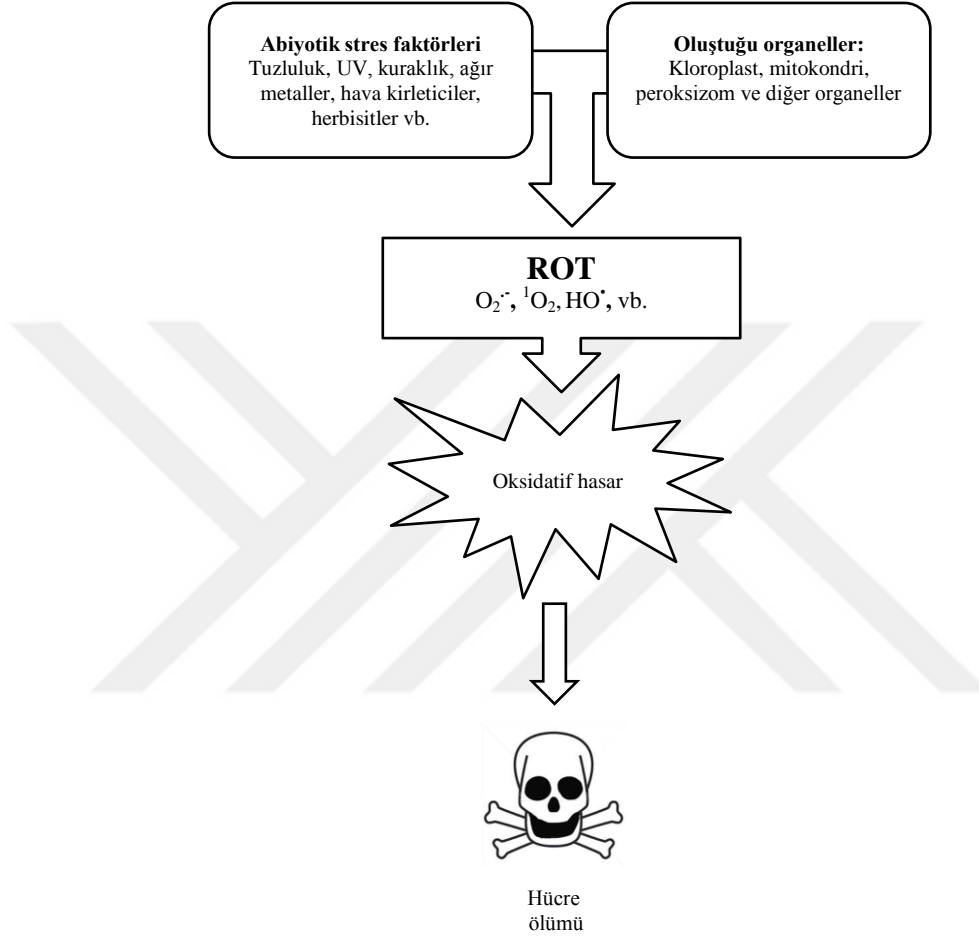 Abiyotik stres faktörleri
Tuzluluk, UV, kuraklık, ağır
metaller, hava kirleticiler,
herbisitler vb.
Oluştuğu organeller:
Kloroplast, mitokondri,
peroksizom ve diğer organeller
ROT
O₂·⁻, ¹O₂, HO•, vb.
Oksidatif hasar
Hücre
ölümü